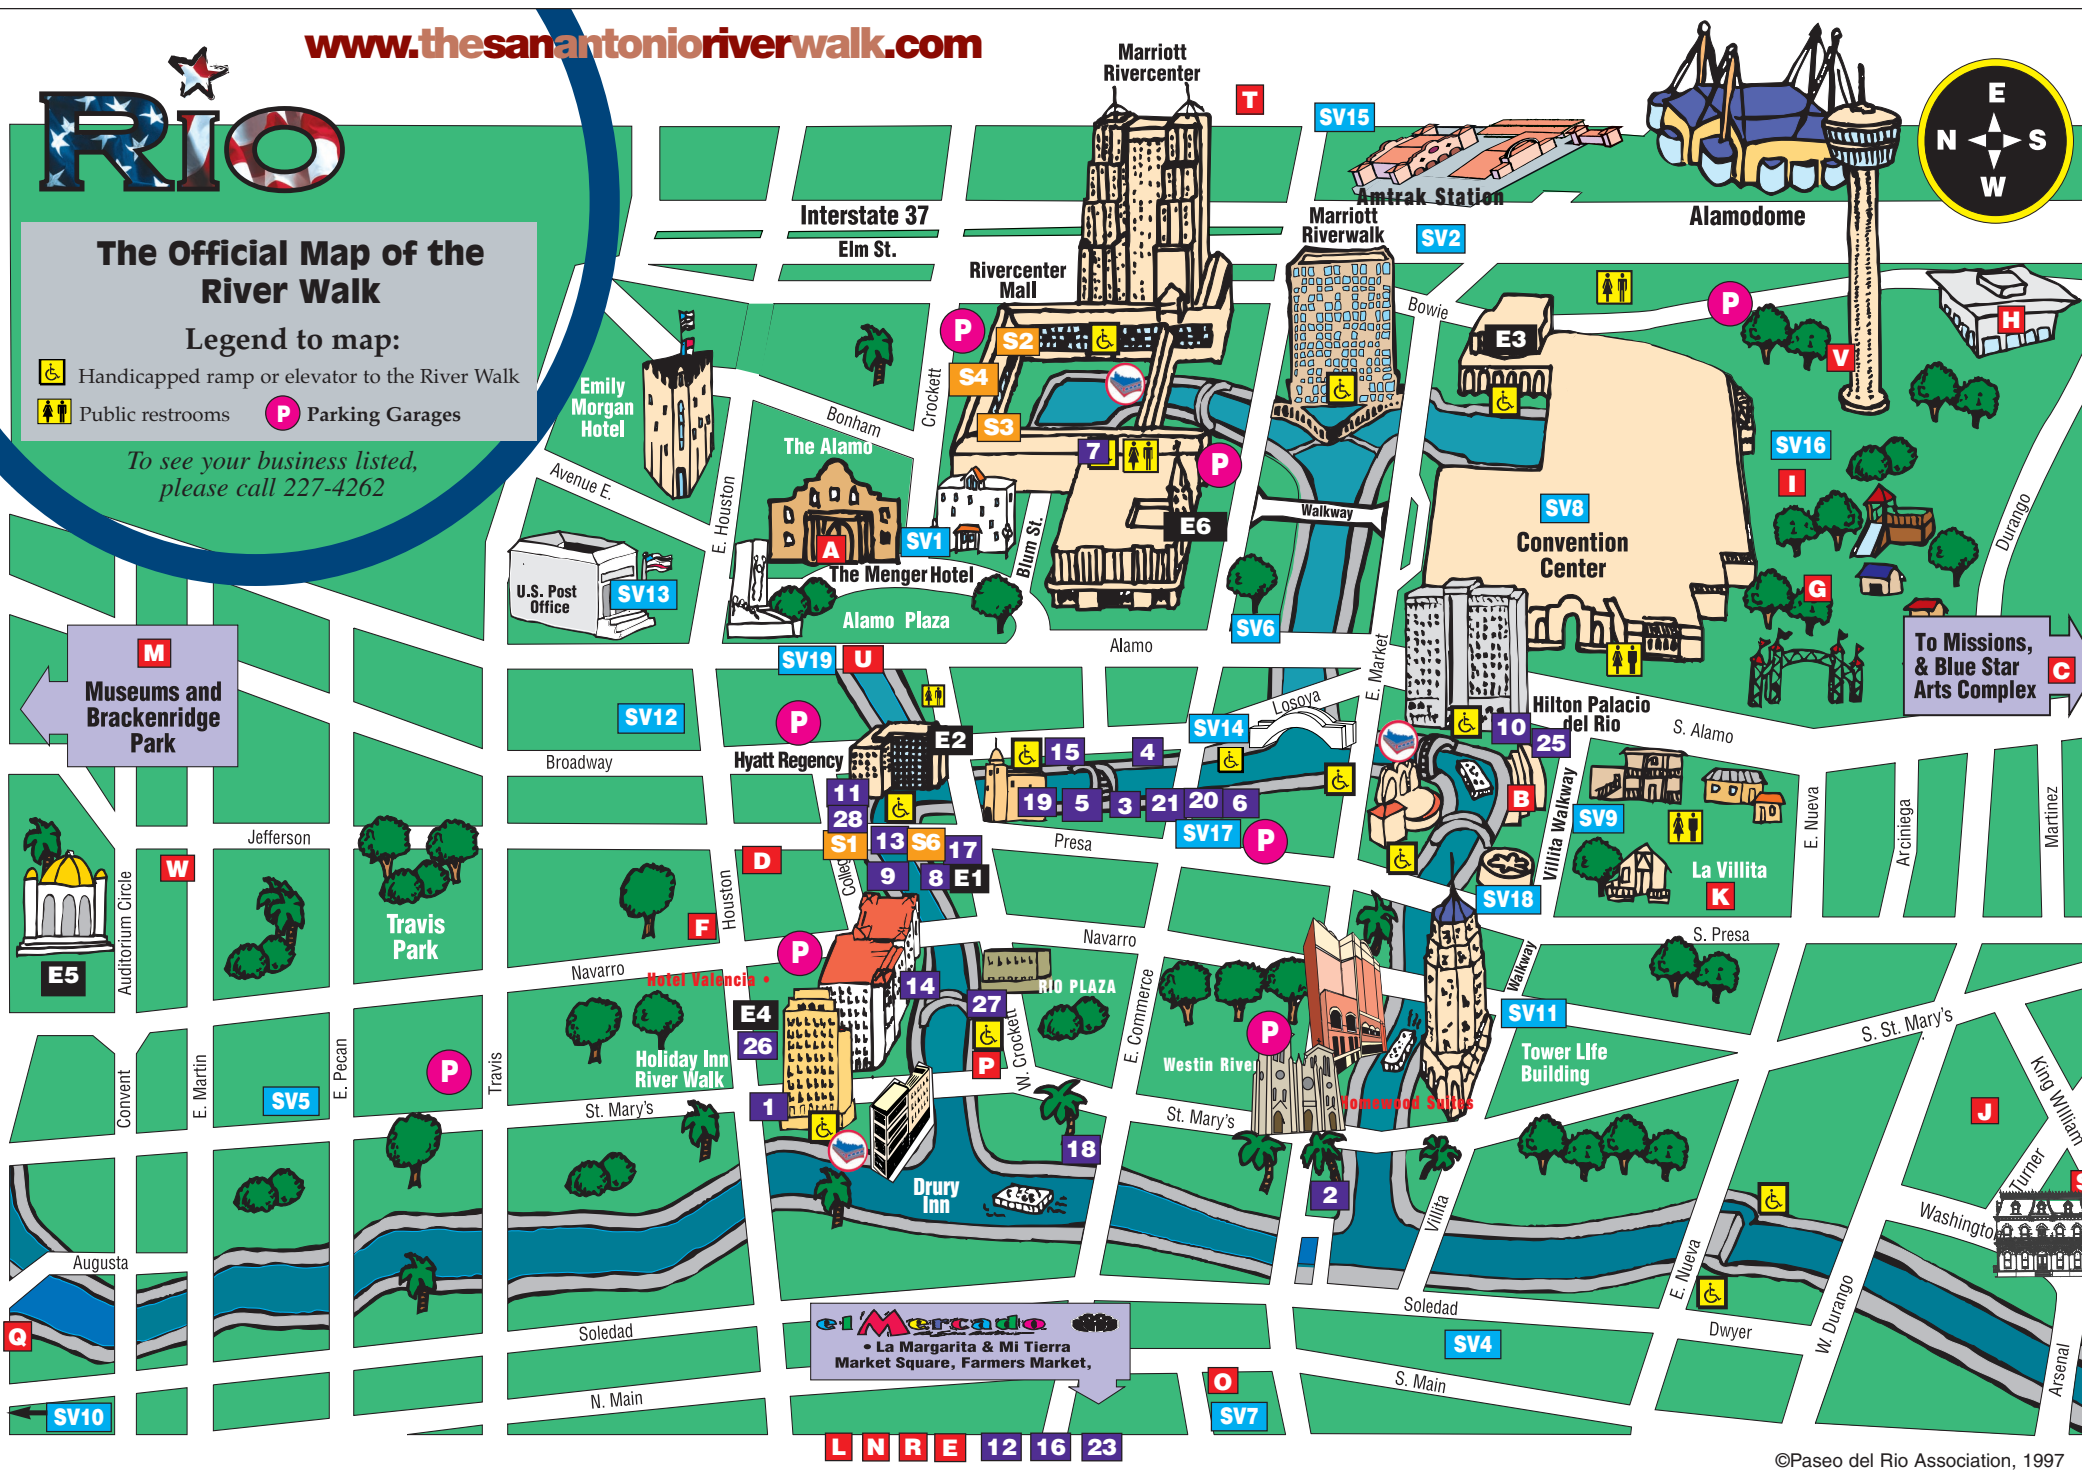 www.thesanantonioriverwalk.com
Rio
The Official Map of the
River Walk
Legend to map:
Handicapped ramp or elevator to the River Walk
Public restrooms
P
Parking Garages
To see your business listed,
please call 227-4262
Marriott
Rivercenter
T
SV15
Amtrak Station
Alamodome
E
N
S
W
Interstate 37
Elm St.
Marriott
Riverwalk
SV2
Rivercenter
Mall
Bowie
P
P
H
V
S2
S4
S3
E3
Emily
Morgan
Hotel
Bonham
Crockett
The Alamo
7
P
SV16
I
Avenue E.
E. Houston
A
SV1
Blum St.
E6
Walkway
SV8
Convention
Center
Durango
U.S. Post
Office
SV13
The Menger Hotel
Alamo Plaza
G
SV6
Alamo
E. Market
To Missions,
& Blue Star
Arts Complex
C
M
Museums and
Brackenridge
Park
SV19
U
SV12
P
Hyatt Regency
E2
Losoya
SV14
Hilton Palacio
del Rio
10
25
S. Alamo
Broadway
15
4
11
28
19
5
3
21
20
6
B
Villita Walkway
SV9
E. Nueva
Arciniega
Martinez
Jefferson
S1
13
S6
17
Presa
SV17
P
La Villita
K
W
D
9
8
E1
SV18
Auditorium Circle
Travis
Park
Houston
F
Navarro
Navarro
S. Presa
E5
P
Hotel Valencia •
14
27
RIO PLAZA
Walkway
E4
26
Holiday Inn
River Walk
W. Crockett
E. Commerce
P
Westin River
SV11
Tower LIfe
Building
S. St. Mary's
King William
Convent
E. Martin
SV5
E. Pecan
P
Travis
St. Mary's
1
P
St. Mary's
Homewood Suites
J
18
2
Drury
Inn
Villita
Turner
Washington
S
Augusta
Q
E. Nueva
W. Durango
Soledad
Soledad
Dwyer
el Mercado
• La Margarita & Mi Tierra
Market Square, Farmers Market,
SV4
Arsenal
N. Main
S. Main
O
SV7
SV10
L
N
R
E
12
16
23
©Paseo del Rio Association, 1997